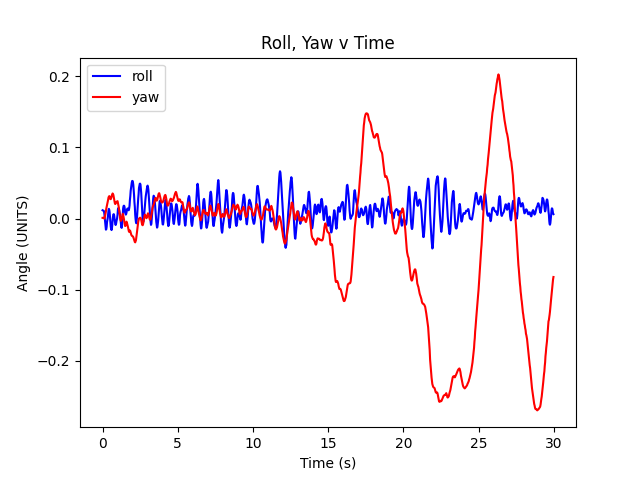 Roll, Yaw v Time
roll
yaw
0.2
0.1
0.0
−0.1
−0.2
Angle (UNITS)
0 5 10 15 20 25 30
Time (s)